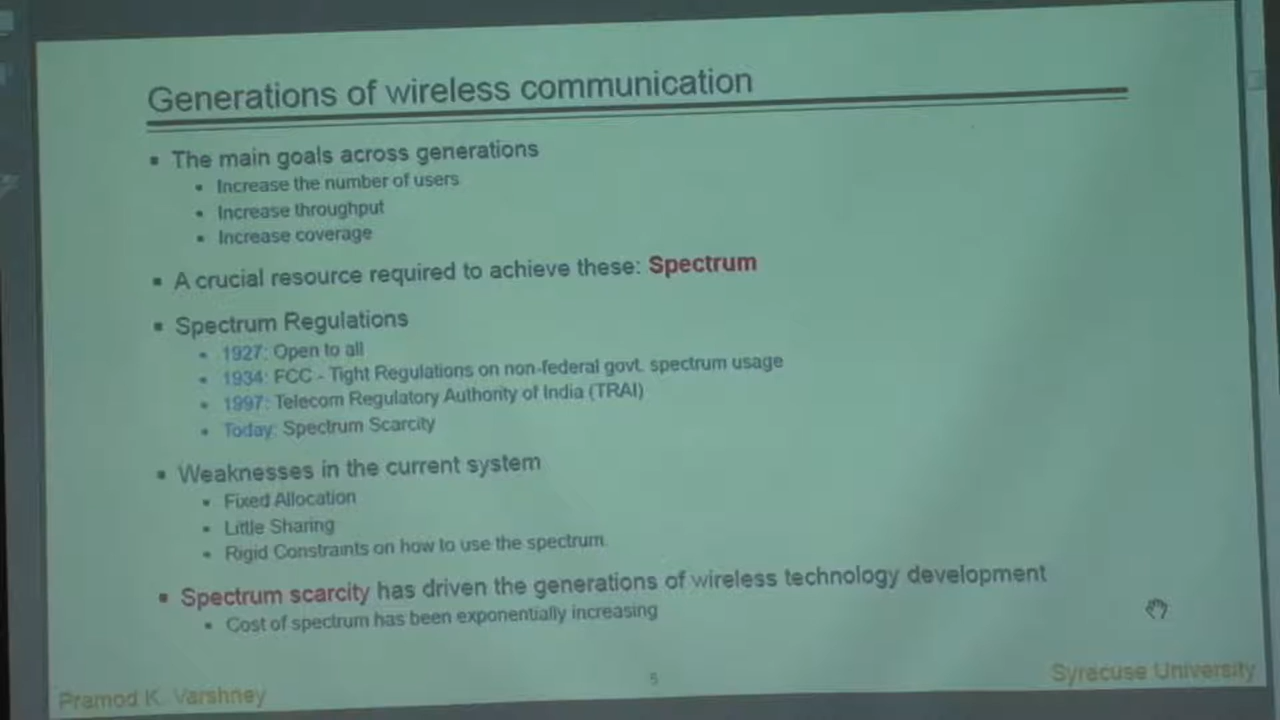 Generations of wireless communication
The main goals across generations
Increase the number of users
Increase throughput
Increase coverage
A crucial resource required to achieve these: Spectrum
Spectrum Regulations
1927: Open to all
1934: FCC - Tight Regulations on non-federal govt. spectrum usage
1997: Telecom Regulatory Authority of India (TRAI)
Today: Spectrum Scarcity
Weaknesses in the current system
Fixed Allocation
Little Sharing
Rigid Constraints on how to use the spectrum.
Spectrum scarcity has driven the generations of wireless technology development
Cost of spectrum has been exponentially increasing
Pramod K. Varshney
5
Syracuse University